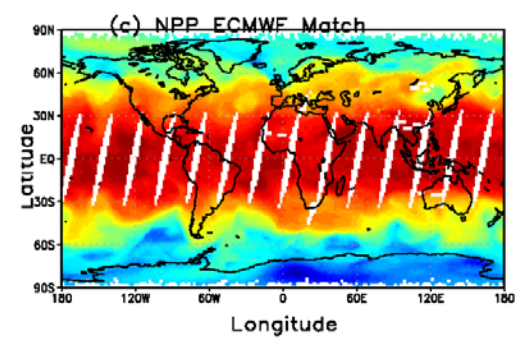 (c) NPP ECMWF Match
90N
60N
30N
EQ
30S
60S
90S
Latitude
180 120W 60W 0 60E 120E 180
Longitude